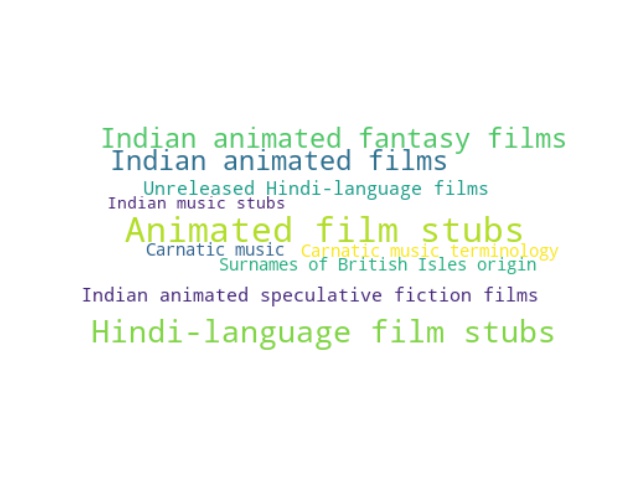 Indian animated fantasy films
Indian animated films
Unreleased Hindi-language films
Indian music stubs
Animated film stubs
Carnatic music
Carnatic music terminology
Surnames of British Isles origin
Indian animated speculative fiction films
Hindi-language film stubs